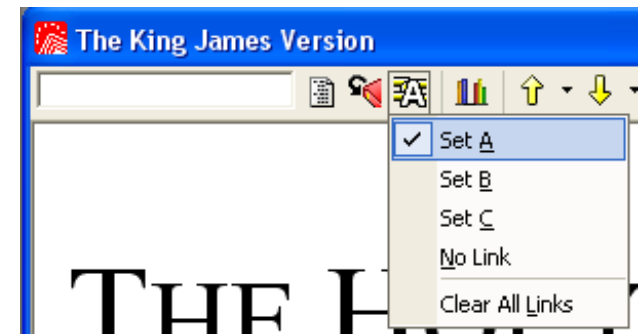 The King James Version
A
Set A
Set B
Set C
No Link
Clear All Links
THE